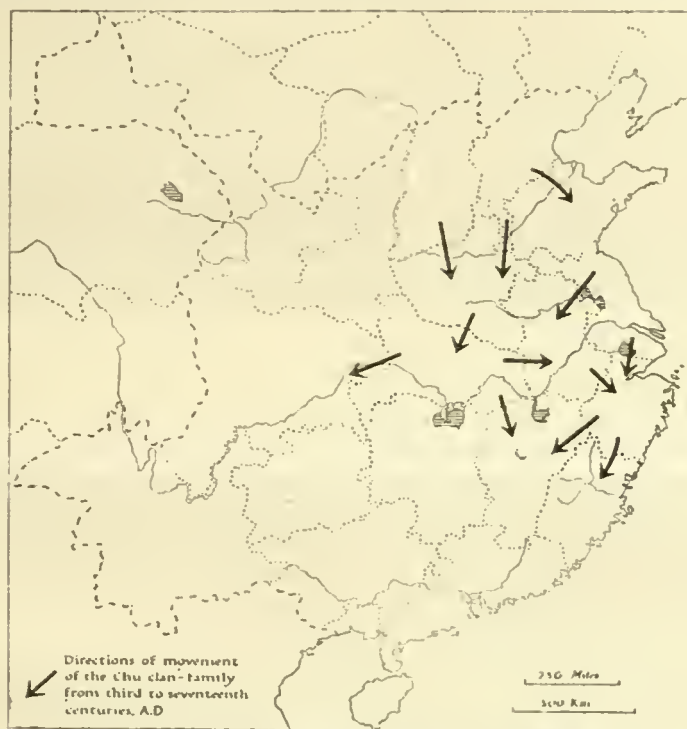 Directions of movement
of the Chu clan-family
from third to seventeenth
centuries, A.D
250 Miles
500 Km